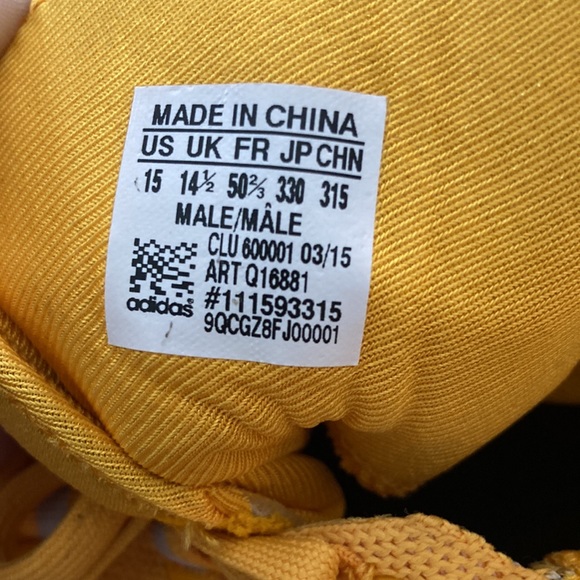 MADE IN CHINA
US UK FR JP CHN
15 14½ 50⅔ 330 315
MALE/MÂLE
CLU 600001 03/15
ART Q16881
#111593315
9QCGZ8FJ00001
adidas